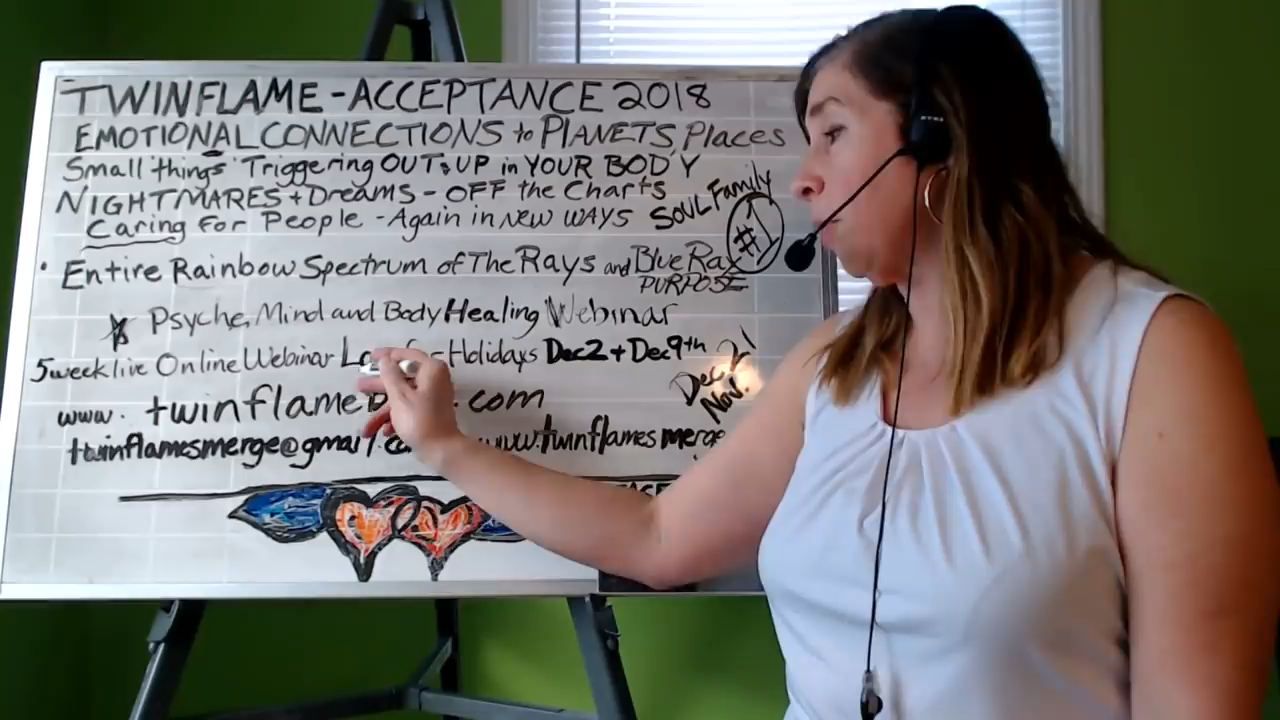 TWINFLAME-ACCEPTANCE 2018
EMOTIONAL CONNECTIONS to PLANETS, Places
Small things Triggering OUT & UP in YOUR BODY
NIGHTMARES + Dreams - OFF the Charts
Caring For People - Again in NEW WAYS
SOUL Family
#1
• Entire Rainbow Spectrum of The Rays and Blue Ray
PURPOSE
Psyche, Mind and Body Healing Webinar
5 week live Online Webinar Holidays Dec 2 + Dec 9th
Dec 2!
Nov.
www. twinflame .com
twinflamesmerge@gmail. www.twinflamesmerge